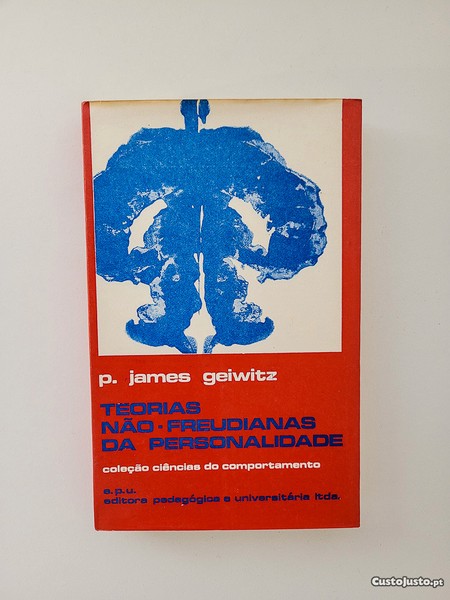 p. james geiwitz
TEORIAS
NÃO-FREUDIANAS
DA PERSONALIDADE
coleção ciências do comportamento
e.p.u.
editora pedagógica e universitária ltda.
CustoJusto.pt